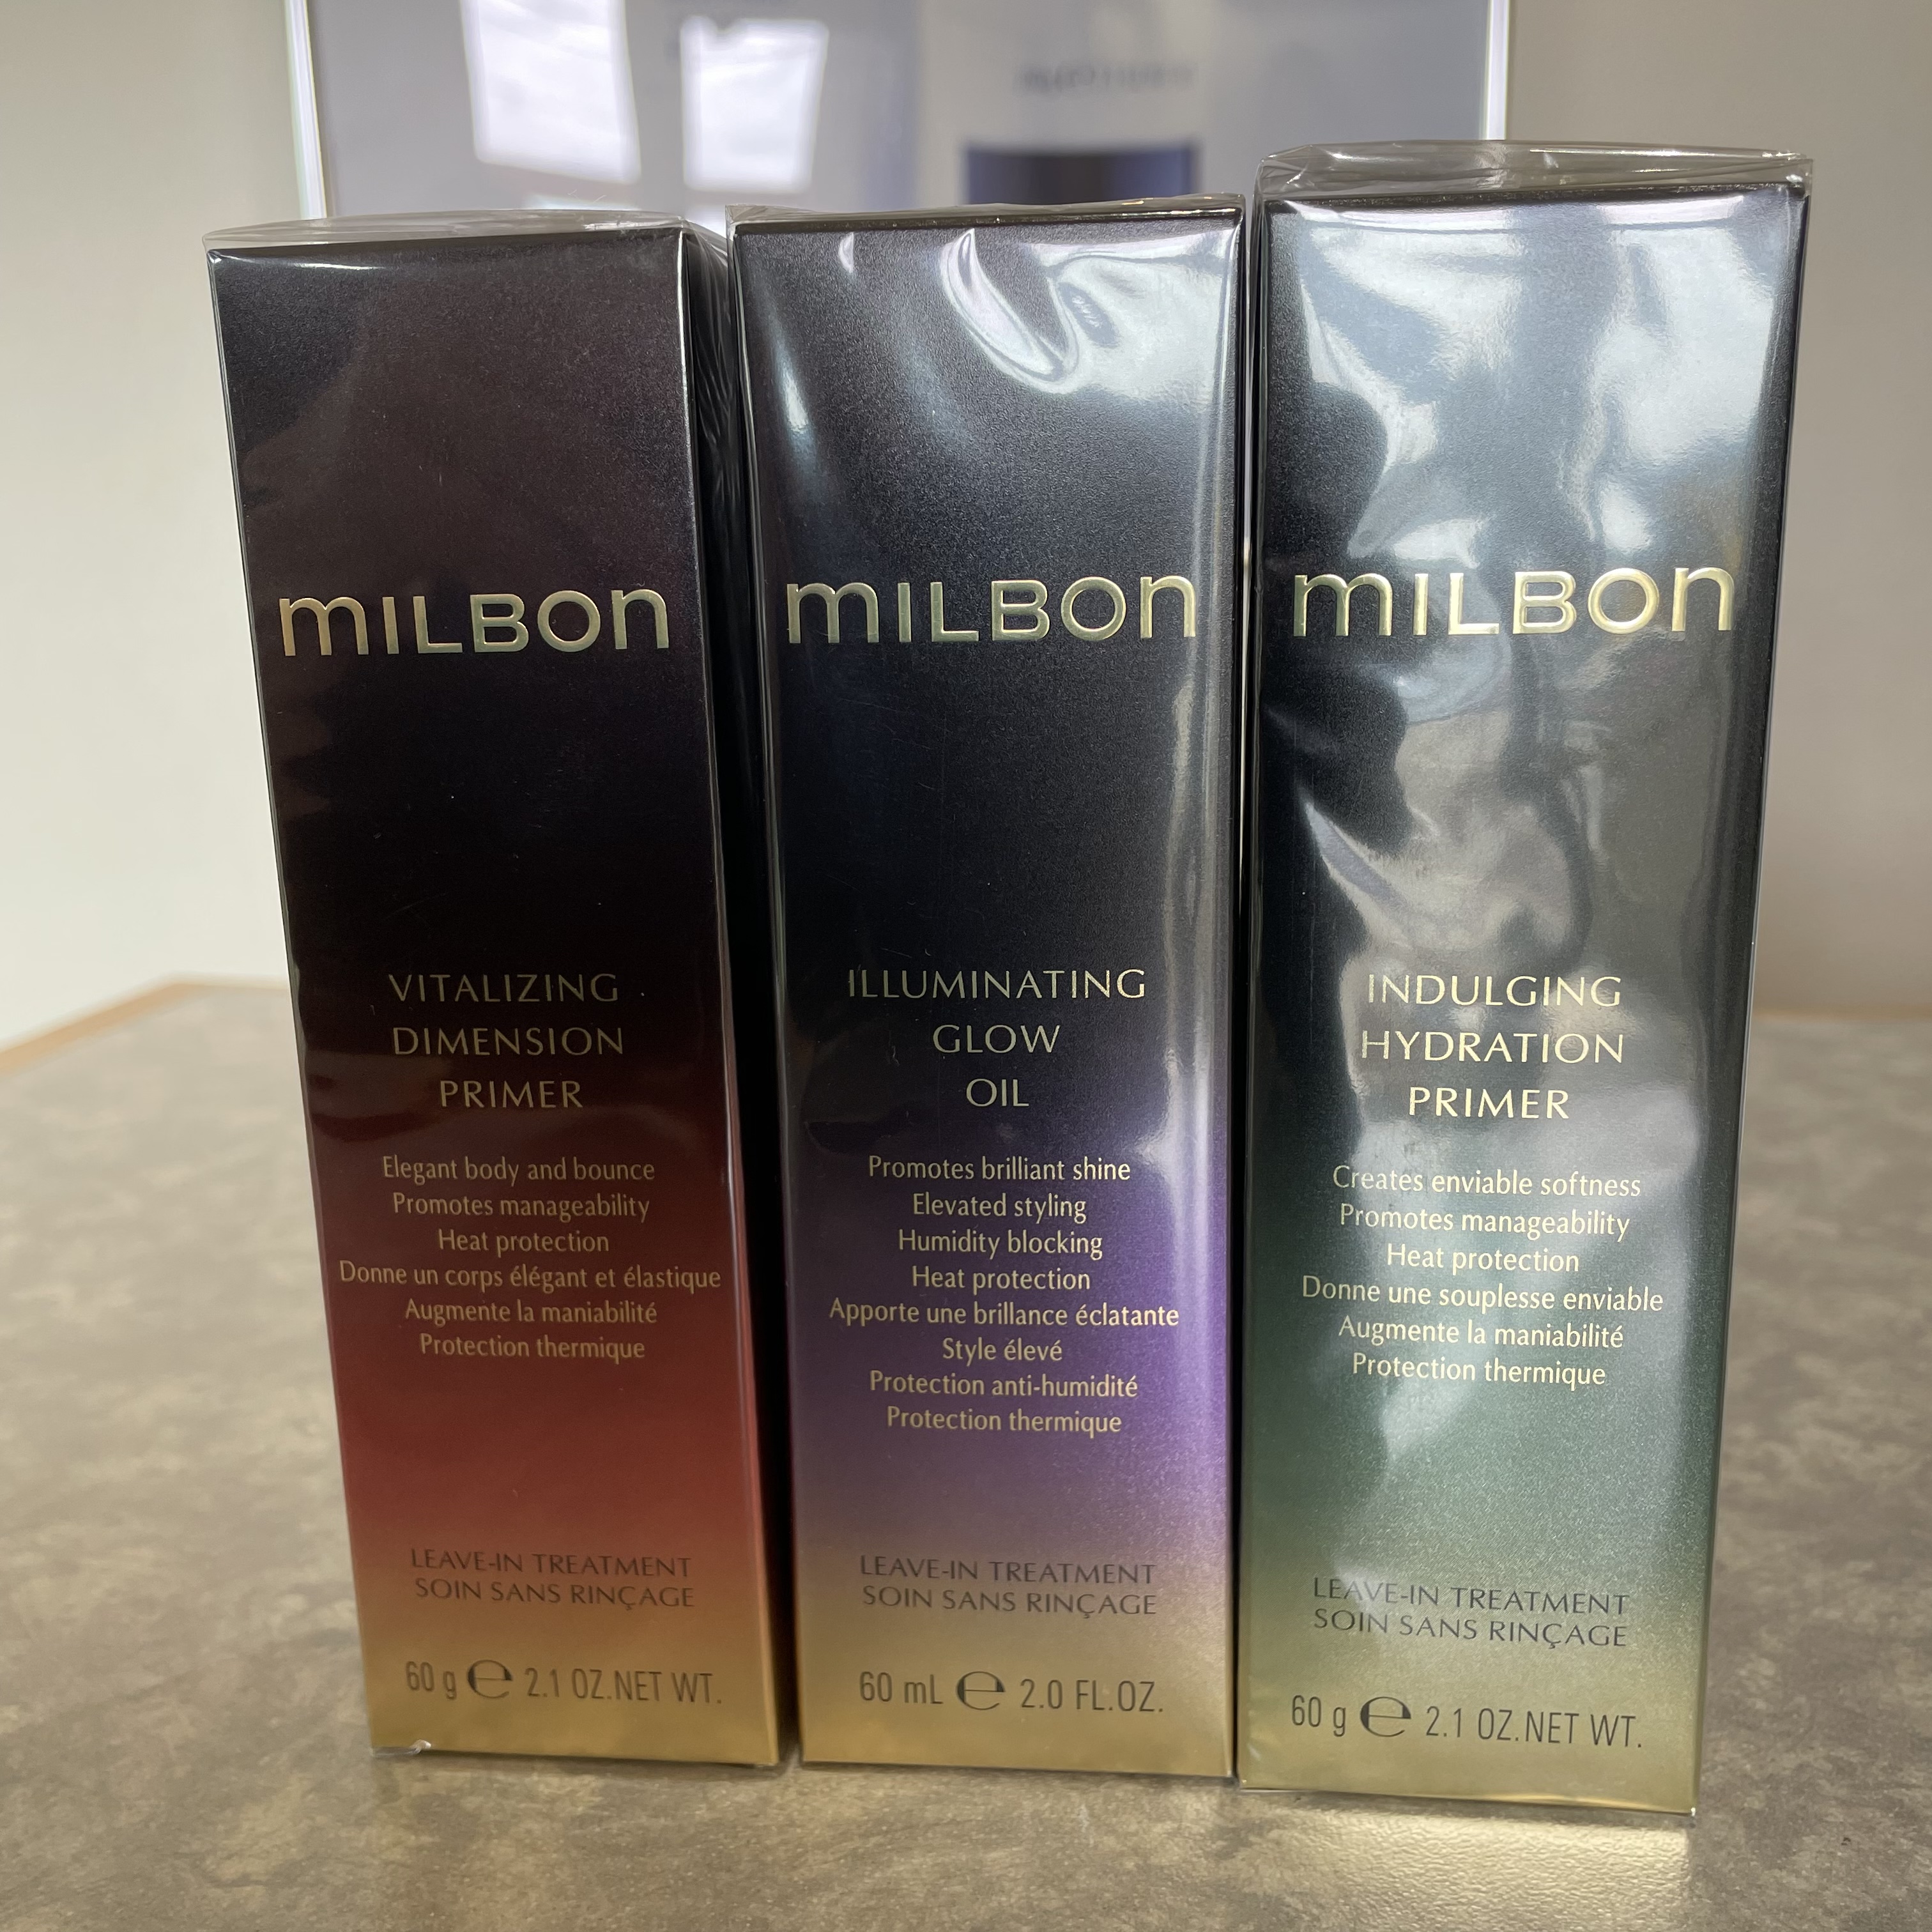 mILBON
VITALIZING
DIMENSION
PRIMER
Elegant body and bounce
Promotes manageability
Heat protection
Donne un corps élégant et élastique
Augmente la maniabilité
Protection thermique
LEAVE-IN TREATMENT
SOIN SANS RINÇAGE
60 g ℮ 2.1 OZ.NET WT.
mILBON
ILLUMINATING
GLOW
OIL
Promotes brilliant shine
Elevated styling
Humidity blocking
Heat protection
Apporte une brillance éclatante
Style élevé
Protection anti-humidité
Protection thermique
LEAVE-IN TREATMENT
SOIN SANS RINÇAGE
60 mL ℮ 2.0 FL.OZ.
mILBON
INDULGING
HYDRATION
PRIMER
Creates enviable softness
Promotes manageability
Heat protection
Donne une souplesse enviable
Augmente la maniabilité
Protection thermique
LEAVE-IN TREATMENT
SOIN SANS RINÇAGE
60 g ℮ 2.1 OZ.NET WT.